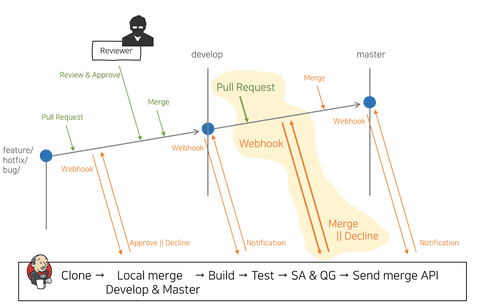 Reviewer
develop
master
Review & Approve
Merge
Pull Request
Merge
Pull Request
feature/
hotfix/
bug/
Webhook
Webhook
Webhook
Webhook
Merge
|| Decline
Approve || Decline
Notification
Notification
Clone → Local merge → Build → Test → SA & QG → Send merge API
Develop & Master